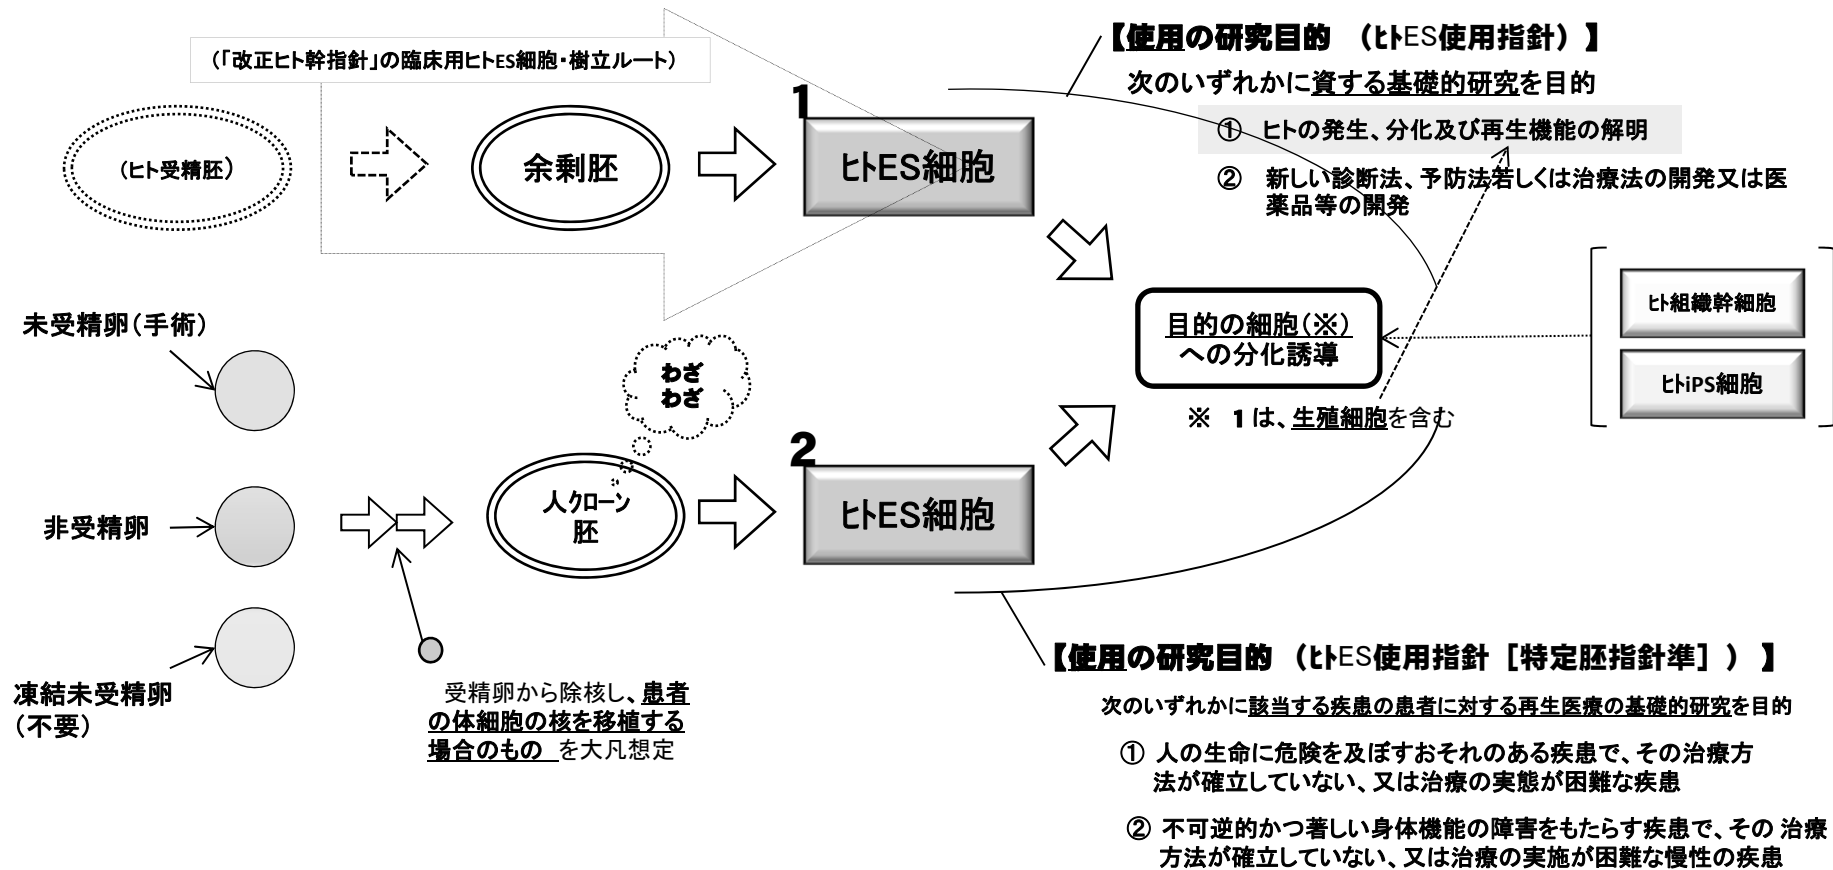 （「改正ヒト幹指針」の臨床用ヒトES細胞・樹立ルート）
（ヒト受精胚）
余剰胚
1
ヒトES細胞
【使用の研究目的　（ヒトES使用指針）】
次のいずれかに資する基礎的研究を目的
①　ヒトの発生、分化及び再生機能の解明
②　新しい診断法、予防法若しくは治療法の開発又は医
薬品等の開発
目的の細胞（※）
への分化誘導
※　1は、生殖細胞を含む
ヒト組織幹細胞
ヒトiPS細胞
未受精卵（手術）
非受精卵
凍結未受精卵
（不要）
わざ
わざ
人クローン
胚
2
ヒトES細胞
受精卵から除核し、患者
の体細胞の核を移植する
場合のもの　を大凡想定
【使用の研究目的　（ヒトES使用指針［特定胚指針準］）】
次のいずれかに該当する疾患の患者に対する再生医療の基礎的研究を目的
①　人の生命に危険を及ぼすおそれのある疾患で、その治療方
法が確立していない、又は治療の実態が困難な疾患
②　不可逆的かつ著しい身体機能の障害をもたらす疾患で、その 治療
方法が確立していない、又は治療の実施が困難な慢性の疾患